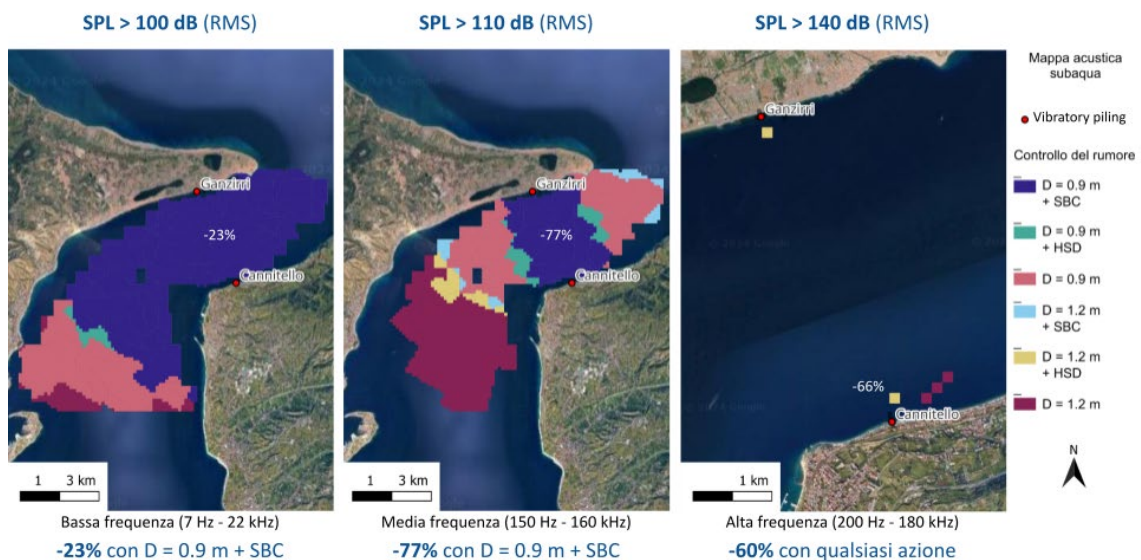 SPL > 100 dB (RMS)
SPL > 110 dB (RMS)
SPL > 140 dB (RMS)
Ganzirri
-23%
Cannitello
1 3 km
Ganzirri
-77%
Cannitello
1 3 km
Ganzirri
-66%
Cannitello
1 km
Mappa acustica
subaqua
Vibratory piling
Controllo del rumore
D = 0.9 m
+ SBC
D = 0.9 m
+ HSD
D = 0.9 m
D = 1.2 m
+ SBC
D = 1.2 m
+ HSD
D = 1.2 m
N
Bassa frequenza (7 Hz - 22 kHz)
Media frequenza (150 Hz - 160 kHz)
Alta frequenza (200 Hz - 180 kHz)
-23% con D = 0.9 m + SBC
-77% con D = 0.9 m + SBC
-60% con qualsiasi azione